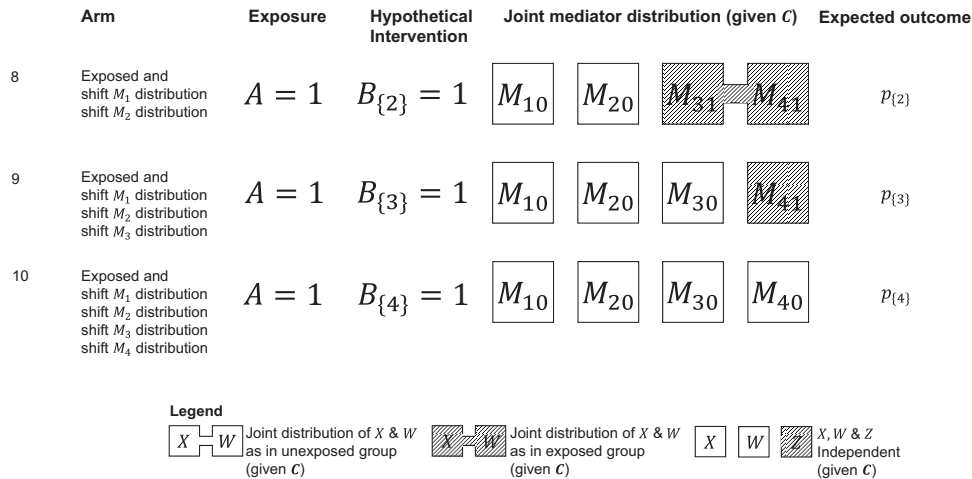 Arm Exposure Hypothetical Intervention Joint mediator distribution (given C) Expected outcome
8 Exposed and
shift M₁ distribution
shift M₂ distribution
A = 1 B{2} = 1 M₁₀ M₂₀ M₃₁ M₄₁ p{2}
9 Exposed and
shift M₁ distribution
shift M₂ distribution
shift M₃ distribution
A = 1 B{3} = 1 M₁₀ M₂₀ M₃₀ M₄₁ p{3}
10 Exposed and
shift M₁ distribution
shift M₂ distribution
shift M₃ distribution
shift M₄ distribution
A = 1 B{4} = 1 M₁₀ M₂₀ M₃₀ M₄₀ p{4}
Legend
X W Joint distribution of X & W
as in unexposed group
(given C)
X W Joint distribution of X & W
as in exposed group
(given C)
X W Z X, W & Z
Independent
(given C)